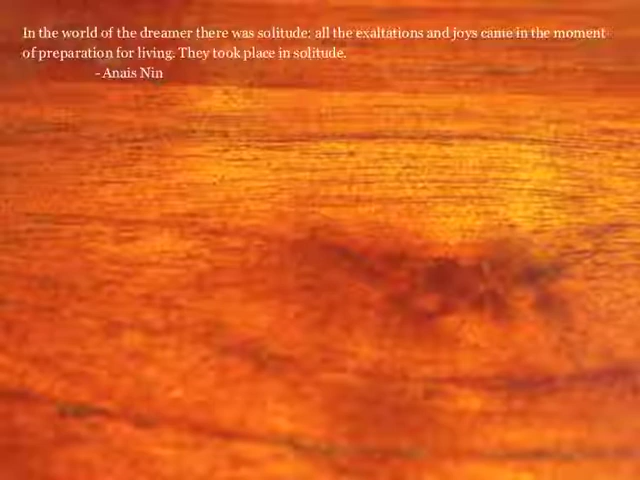 In the world of the dreamer there was solitude: all the exaltations and joys came in the moment
of preparation for living. They took place in solitude.
-Anais Nin